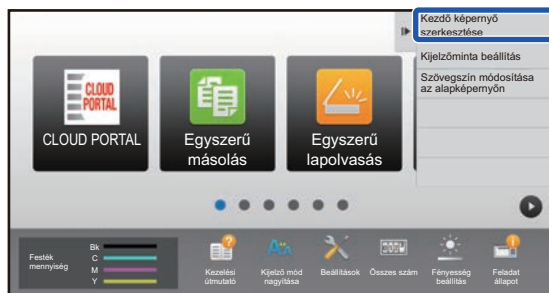 Kezdő képernyő
szerkesztése
Kijelzőminta beállítás
Szövegszín módosítása
az alapképernyőn
CLOUD
PORTAL
CLOUD PORTAL
Egyszerű
másolás
Egyszerű
lapolvasás
Festék
mennyiség
Bk
C
M
Y
Kezelési
útmutató
Kijelző mód
nagyítása
Beállítások
Összes szám
Fényesség
beállítás
Feladat
állapot